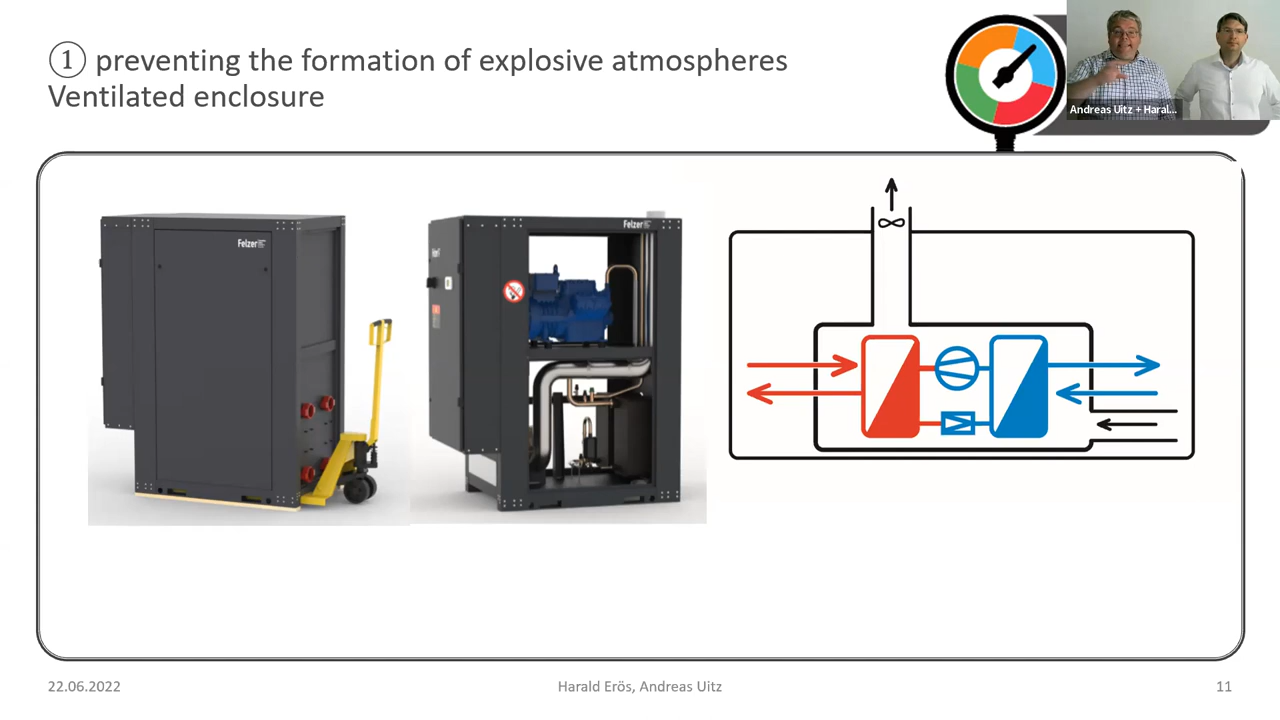 ① preventing the formation of explosive atmospheres
Ventilated enclosure
Andreas Uitz + Haral...
Felzer
Felzer
22.06.2022
Harald Erös, Andreas Uitz
11